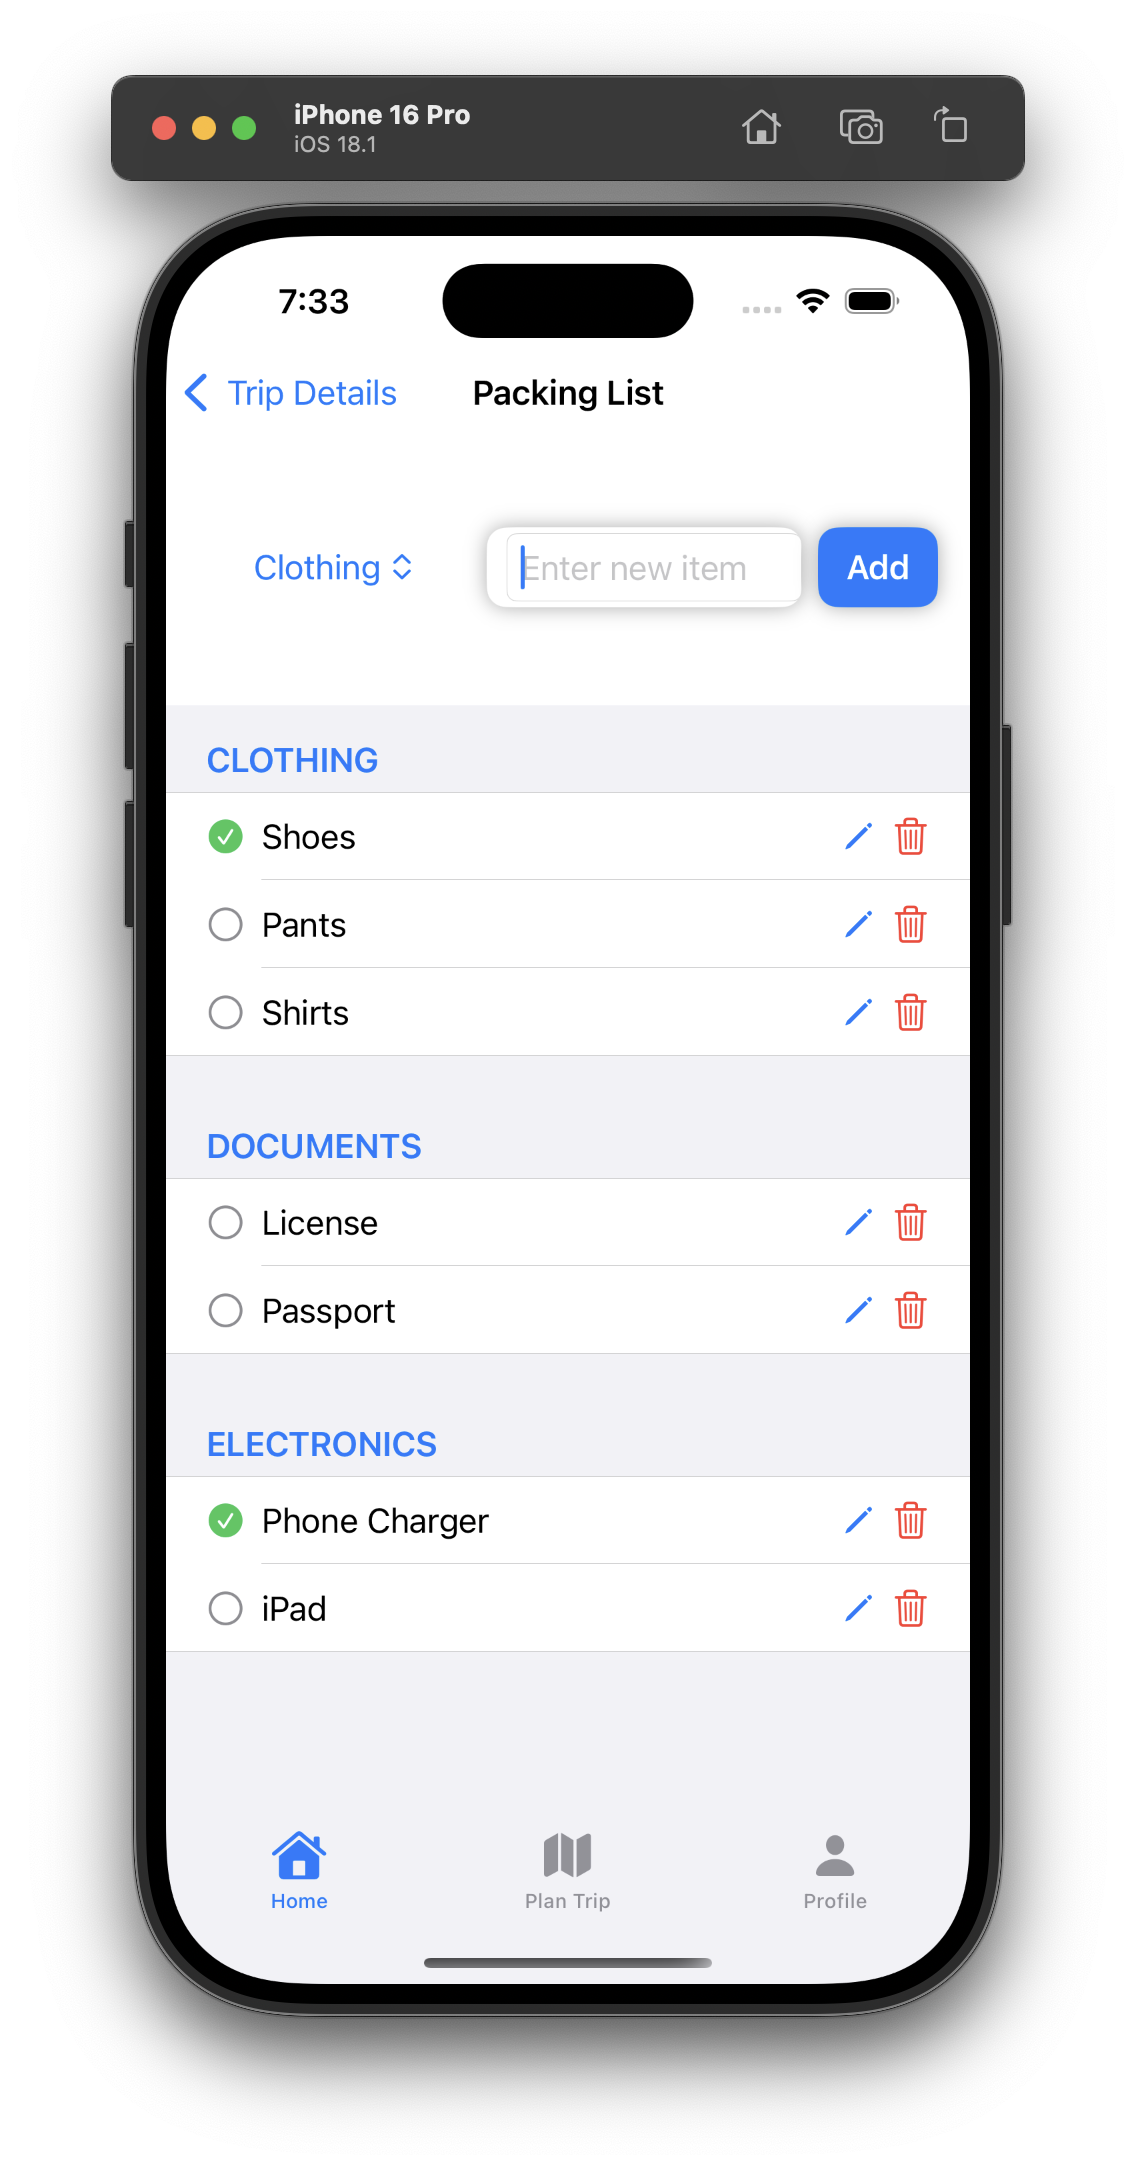 iPhone 16 Pro
iOS 18.1
7:33
Trip Details Packing List
Clothing Enter new item Add
CLOTHING
Shoes
Pants
Shirts
DOCUMENTS
License
Passport
ELECTRONICS
Phone Charger
iPad
Home Plan Trip Profile